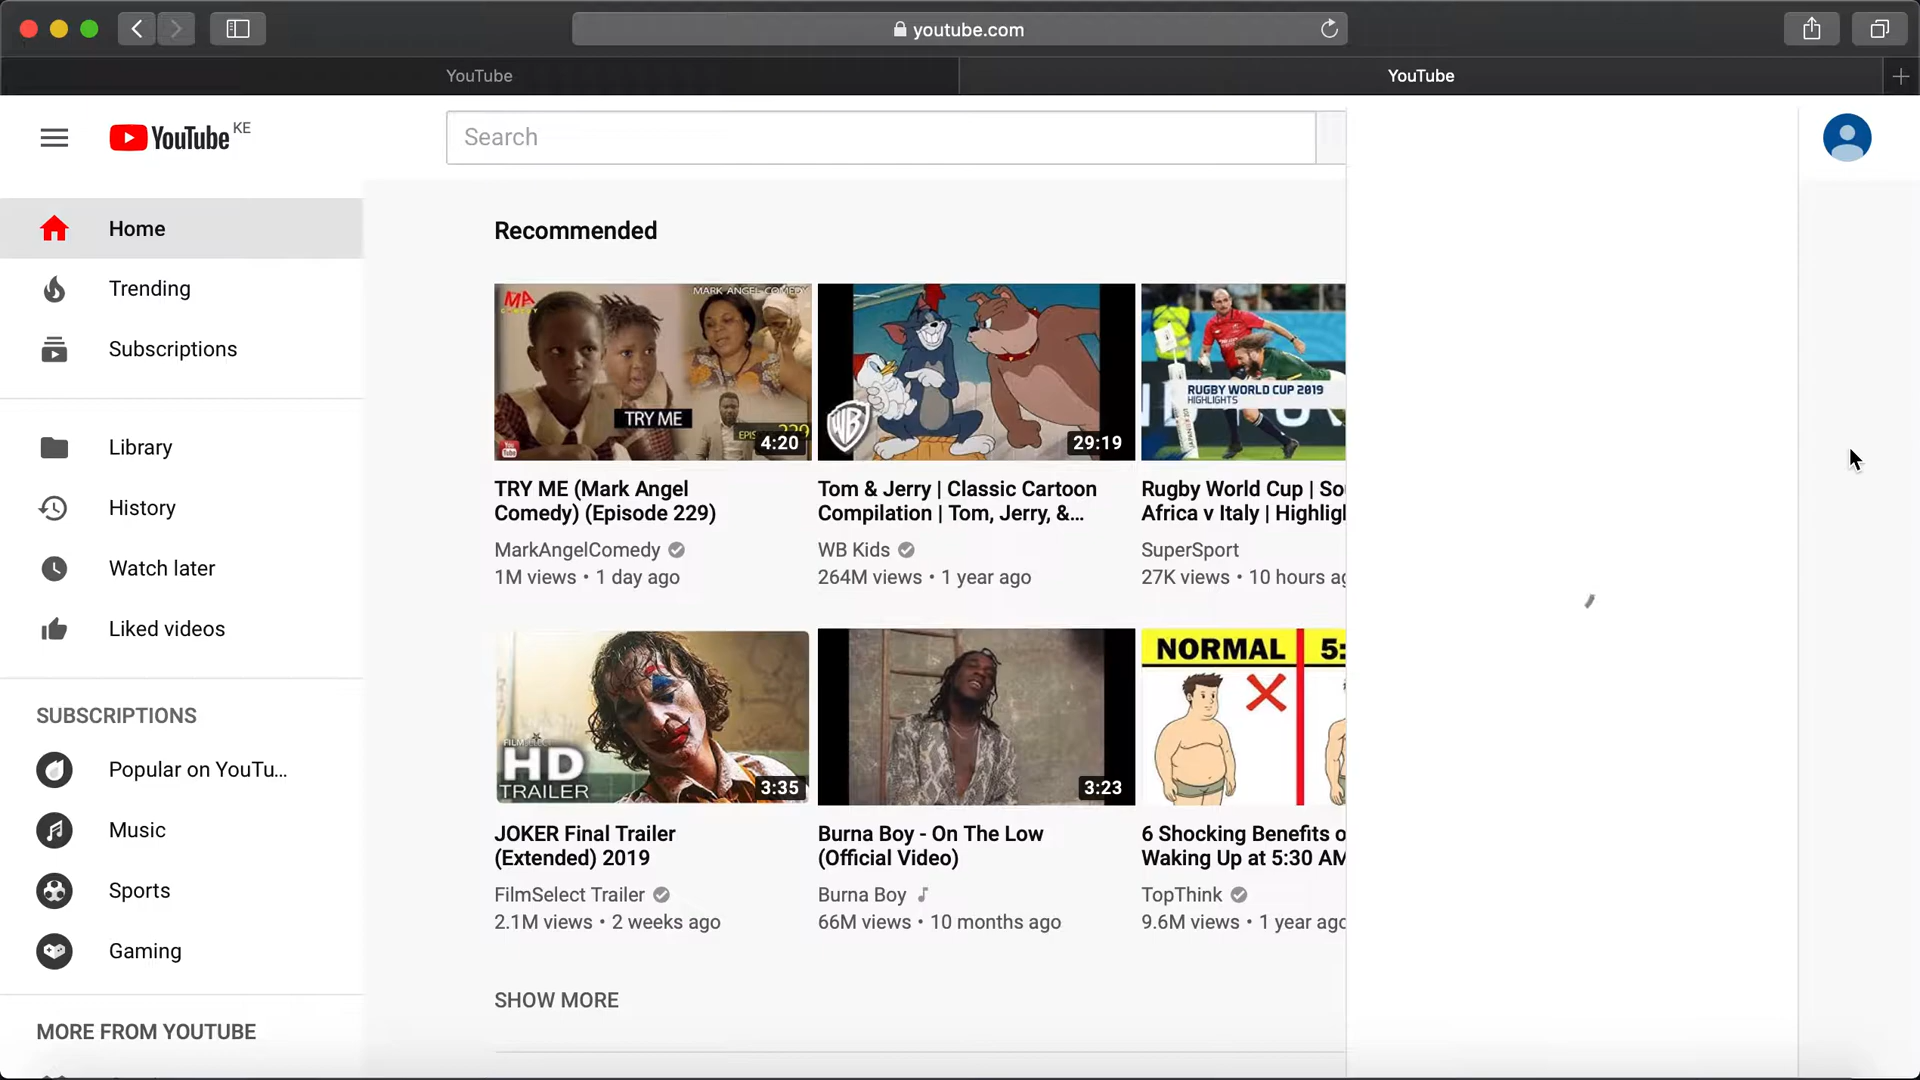 youtube.com
YouTube
YouTube
YouTube KE
Search
Home
Trending
Subscriptions
Library
History
Watch later
Liked videos
SUBSCRIPTIONS
Popular on YouTu...
Music
Sports
Gaming
MORE FROM YOUTUBE
Recommended
MA
MARK ANGEL COMEDY
TRY ME
4:20
TRY ME (Mark Angel
Comedy) (Episode 229)
MarkAngelComedy
1M views • 1 day ago
WB
29:19
Tom & Jerry | Classic Cartoon
Compilation | Tom, Jerry, &...
WB Kids
264M views • 1 year ago
RUGBY WORLD CUP 2019
HIGHLIGHTS
Rugby World Cup | So
Africa v Italy | Highlig
SuperSport
27K views • 10 hours ag
HD
TRAILER
3:35
JOKER Final Trailer
(Extended) 2019
FilmSelect Trailer
2.1M views • 2 weeks ago
3:23
Burna Boy - On The Low
(Official Video)
Burna Boy
66M views • 10 months ago
NORMAL
5:
6 Shocking Benefits o
Waking Up at 5:30 AM
TopThink
9.6M views • 1 year ago
SHOW MORE